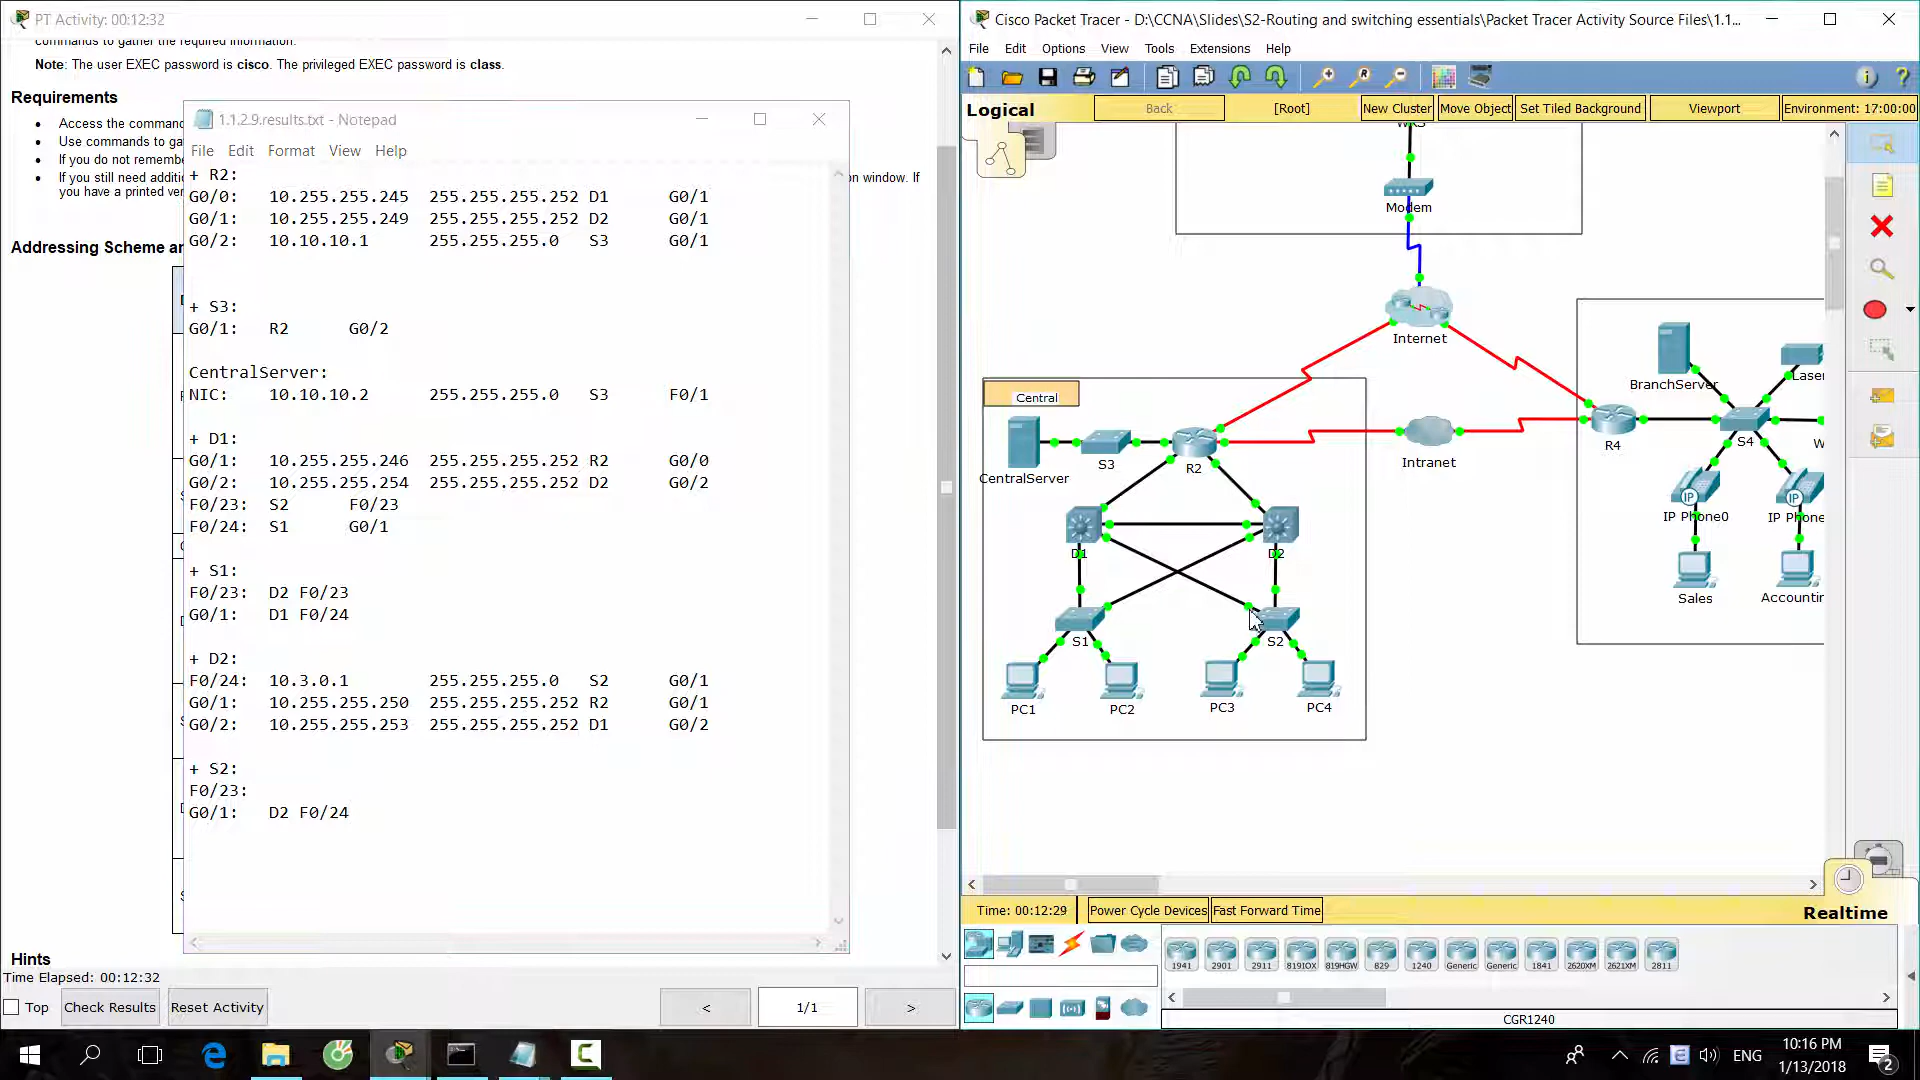 PT Activity: 00:12:32
commands to gather the required information.
Note: The user EXEC password is cisco. The privileged EXEC password is class.
Requirements
Access the comman
Use commands to ga
If you do not rememb
If you still need additi
on window. If
you have a printed ver
Addressing Scheme an
1.1.2.9.results.txt - Notepad
File Edit Format View Help
+ R2:
G0/0: 10.255.255.245 255.255.255.252 D1 G0/1
G0/1: 10.255.255.249 255.255.255.252 D2 G0/1
G0/2: 10.10.10.1 255.255.255.0 S3 G0/1
+ S3:
G0/1: R2 G0/2
CentralServer:
NIC: 10.10.10.2 255.255.255.0 S3 F0/1
+ D1:
G0/1: 10.255.255.246 255.255.255.252 R2 G0/0
G0/2: 10.255.255.254 255.255.255.252 D2 G0/2
F0/23: S2 F0/23
F0/24: S1 G0/1
+ S1:
F0/23: D2 F0/23
G0/1: D1 F0/24
+ D2:
F0/24: 10.3.0.1 255.255.255.0 S2 G0/1
G0/1: 10.255.255.250 255.255.255.252 R2 G0/1
G0/2: 10.255.255.253 255.255.255.252 D1 G0/2
+ S2:
F0/23:
G0/1: D2 F0/24
Hints
Time Elapsed: 00:12:32
Top Check Results Reset Activity < 1/1 >
Cisco Packet Tracer - D:\CCNA\Slides\S2-Routing and switching essentials\Packet Tracer Activity Source Files\1.1...
File Edit Options View Tools Extensions Help
Logical Back [Root] New Cluster Move Object Set Tiled Background Viewport Environment: 17:00:00
Modem
Internet
BranchServer
Laser
Central
S3
R2
CentralServer
Intranet
R4
S4
IP
IP
IP Phone0
IP Phone
D1
D2
Sales
Accountin
S1
S2
PC1
PC2
PC3
PC4
Time: 00:12:29 Power Cycle Devices Fast Forward Time
Realtime
1941 2901 2911 819IOX 819HGW 829 1240 Generic Generic 1841 2620XM 2621XM 2811
CGR1240
ENG
10:16 PM
1/13/2018
2